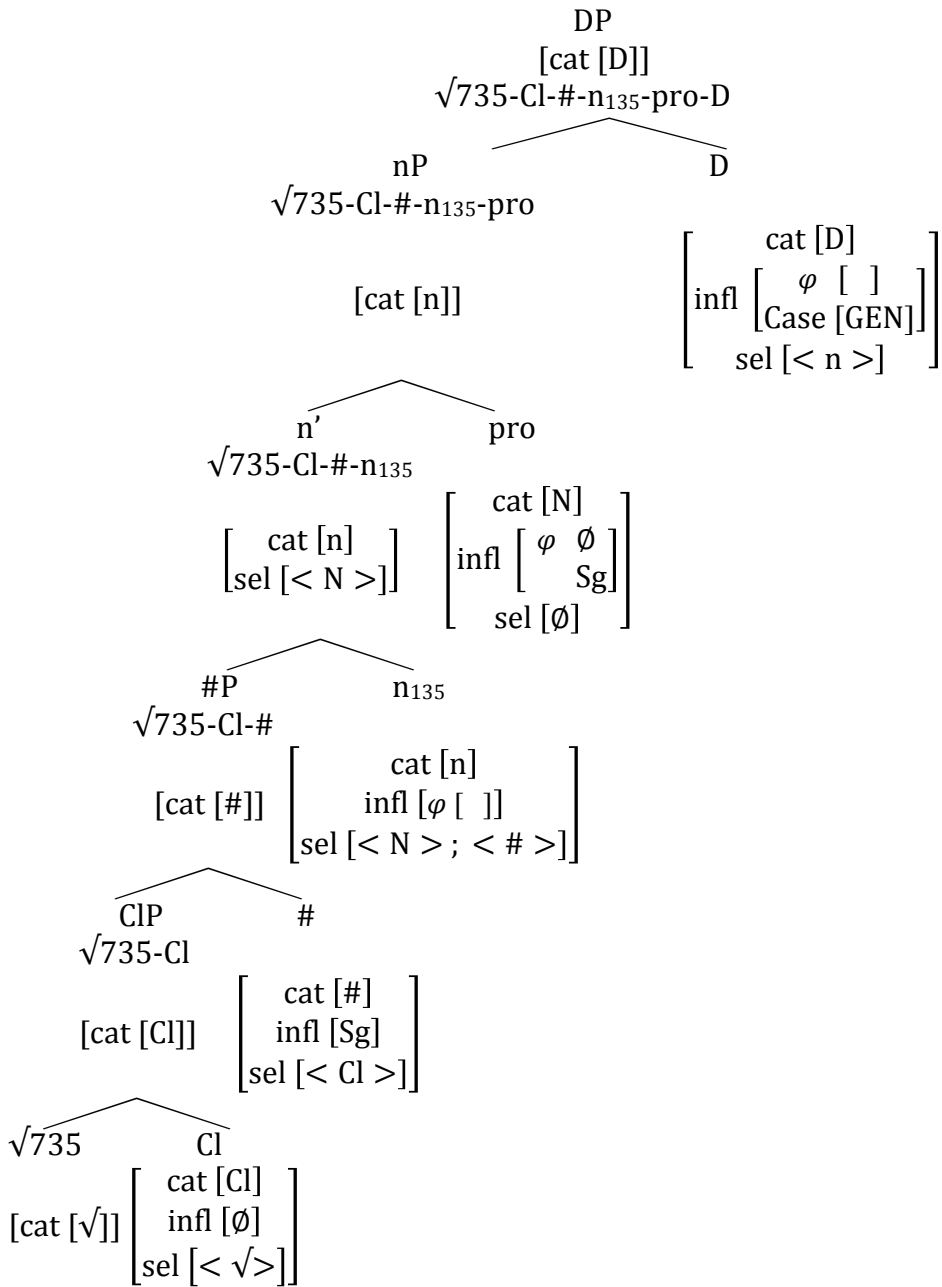 DP
[cat [D]]
√735-Cl-#-n₁₃₅-pro-D
nP D
√735-Cl-#-n₁₃₅-pro
cat [D]
φ [ ]
[cat [n]] infl
Case [GEN]
sel [< n >]
n’ pro
√735-Cl-#-n₁₃₅
cat [N]
cat [n] φ ∅
infl
sel [< N >] Sg
sel [∅]
#P n₁₃₅
√735-Cl-#
cat [n]
[cat [#]] infl [φ [ ]]
sel [< N > ; < # >]
ClP #
√735-Cl
cat [#]
[cat [Cl]] infl [Sg]
sel [< Cl >]
√735 Cl
cat [Cl]
[cat [√]] infl [∅]
sel [< √>]